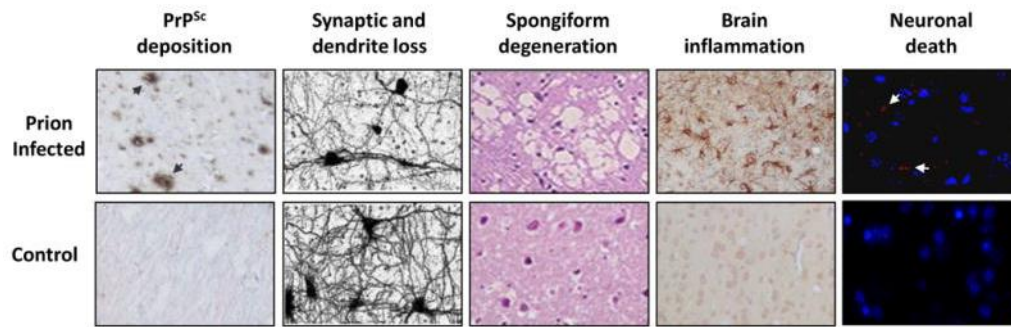 PrPSc deposition
Synaptic and dendrite loss
Spongiform degeneration
Brain inflammation
Neuronal death
Prion Infected
Control